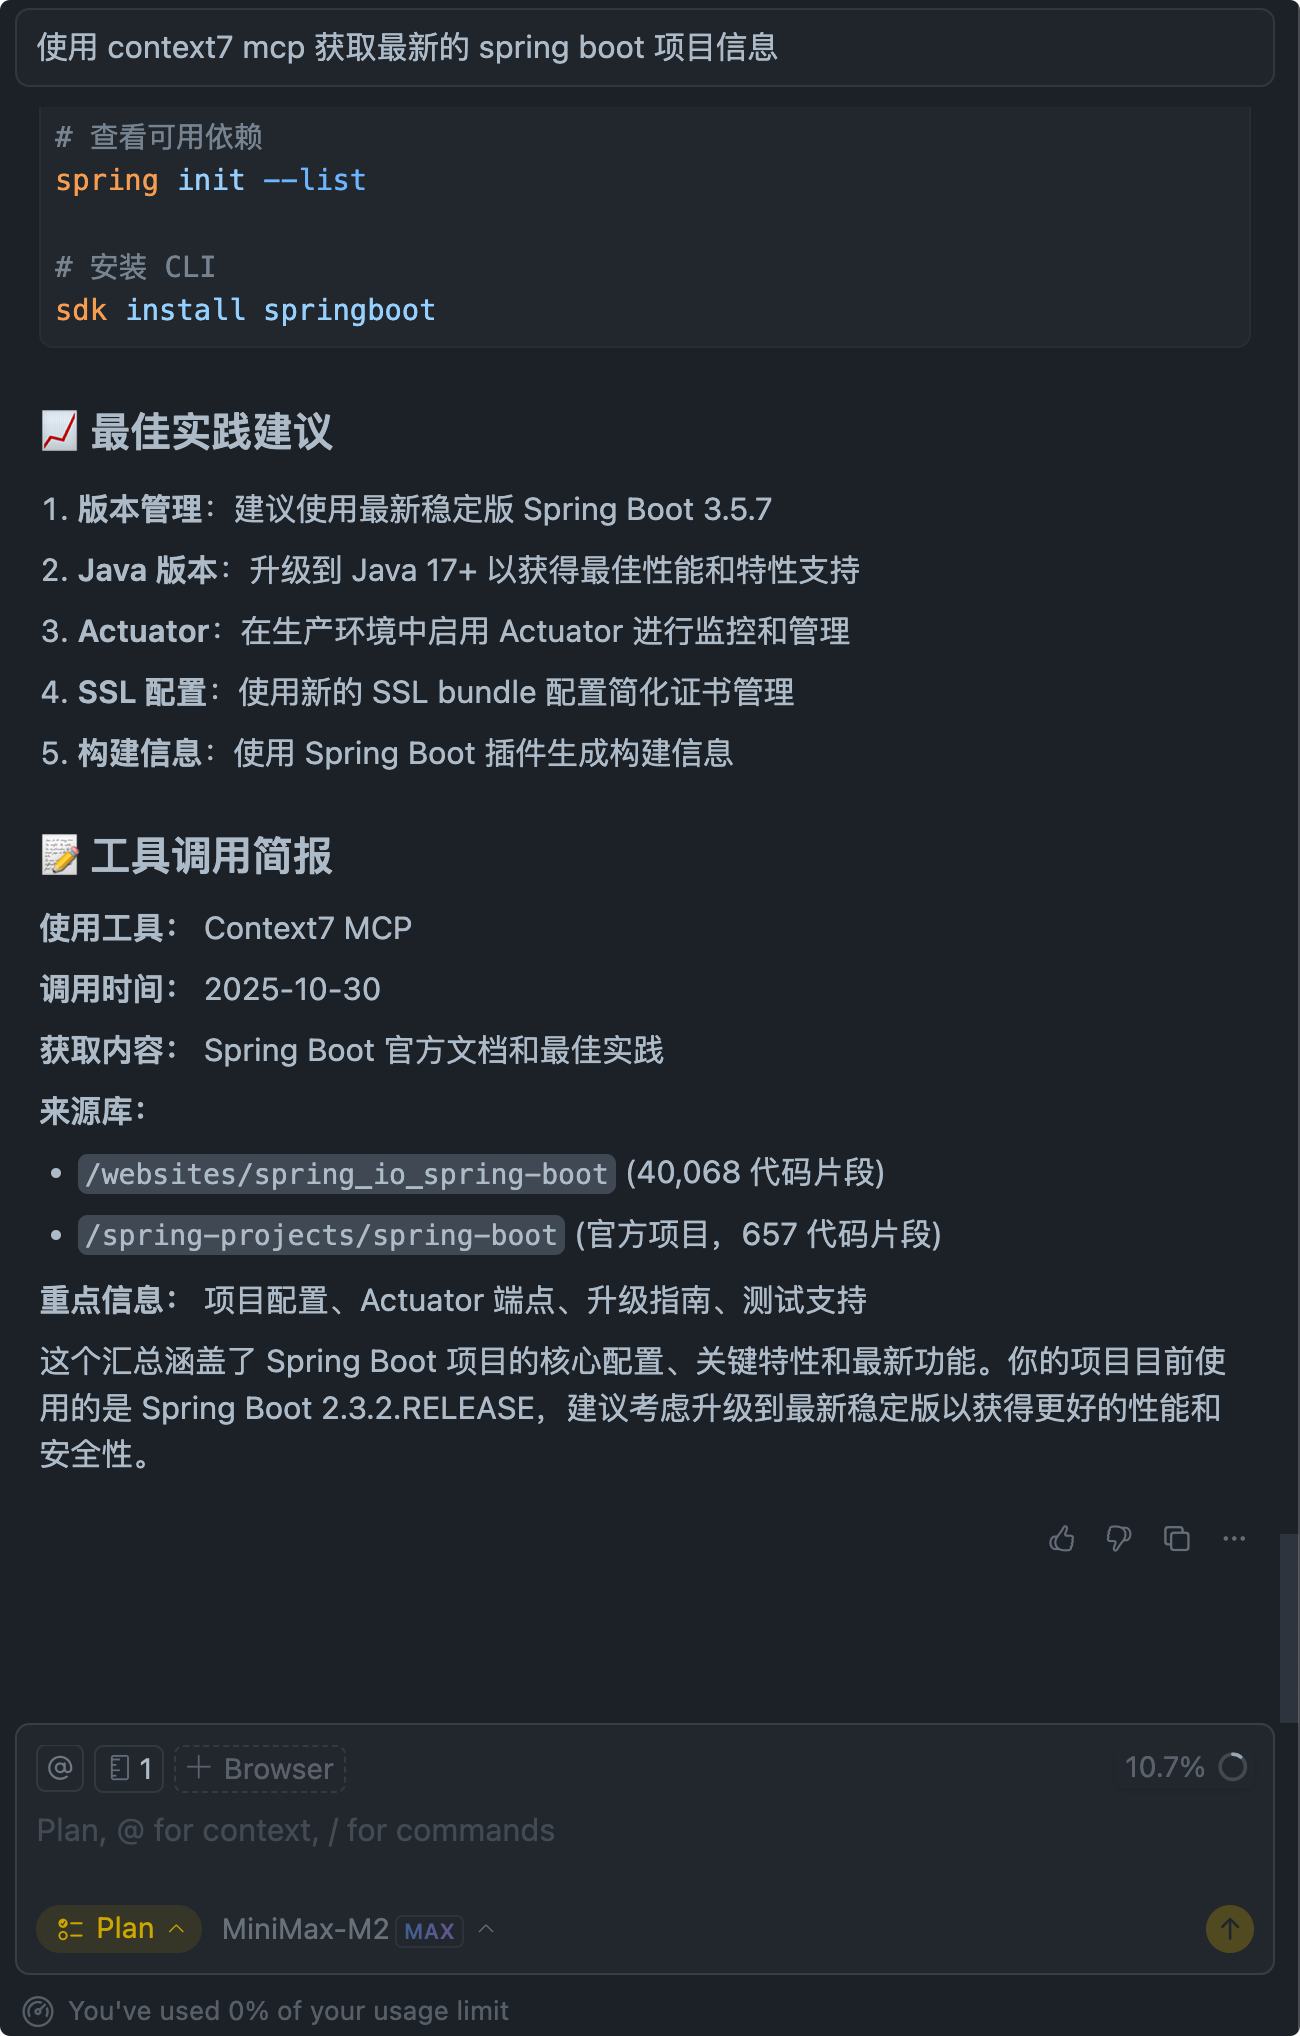 使用 context7 mcp 获取最新的 spring boot 项目信息
# 查看可用依赖
spring init --list
# 安装 CLI
sdk install springboot
📈 最佳实践建议
1. 版本管理：建议使用最新稳定版 Spring Boot 3.5.7
2. Java 版本：升级到 Java 17+ 以获得最佳性能和特性支持
3. Actuator：在生产环境中启用 Actuator 进行监控和管理
4. SSL 配置：使用新的 SSL bundle 配置简化证书管理
5. 构建信息：使用 Spring Boot 插件生成构建信息
📝 工具调用简报
使用工具： Context7 MCP
调用时间： 2025-10-30
获取内容： Spring Boot 官方文档和最佳实践
来源库：
• /websites/spring_io_spring-boot (40,068 代码片段)
• /spring-projects/spring-boot (官方项目，657 代码片段)
重点信息： 项目配置、Actuator 端点、升级指南、测试支持
这个汇总涵盖了 Spring Boot 项目的核心配置、关键特性和最新功能。你的项目目前使
用的是 Spring Boot 2.3.2.RELEASE，建议考虑升级到最新稳定版以获得更好的性能和
安全性。
@ 1 + Browser 10.7%
Plan, @ for context, / for commands
Plan MiniMax-M2 MAX
You've used 0% of your usage limit